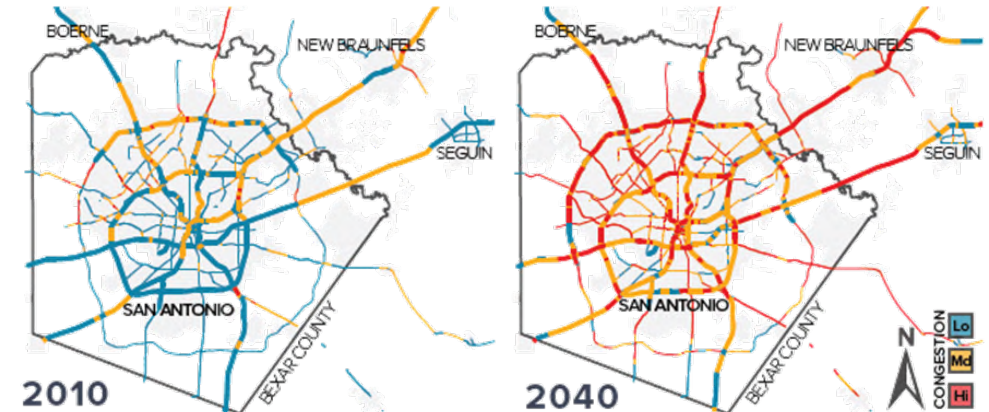 BOERNE
NEW BRAUNFELS
SEGUIN
SAN ANTONIO
BEXAR COUNTY
2010
BOERNE
NEW BRAUNFELS
SEGUIN
SAN ANTONIO
BEXAR COUNTY
2040
N
CONGESTION
Lo
Md
Hi